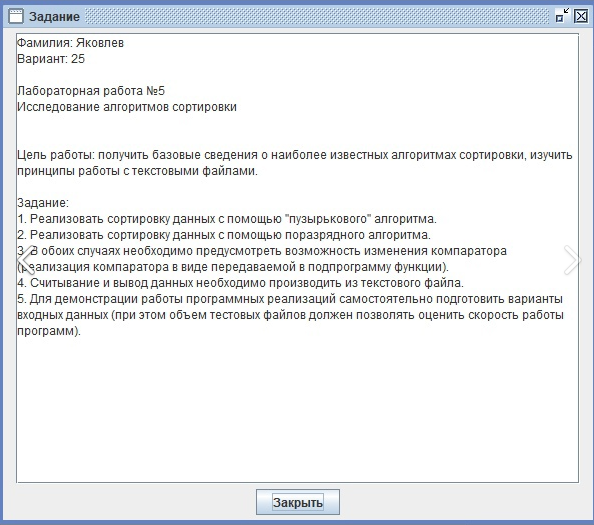 Задание
Фамилия: Яковлев
Вариант: 25
Лабораторная работа №5
Исследование алгоритмов сортировки
Цель работы: получить базовые сведения о наиболее известных алгоритмах сортировки, изучить
принципы работы с текстовыми файлами.
Задание:
1. Реализовать сортировку данных с помощью "пузырькового" алгоритма.
2. Реализовать сортировку данных с помощью поразрядного алгоритма.
3. В обоих случаях необходимо предусмотреть возможность изменения компаратора
(реализация компаратора в виде передаваемой в подпрограмму функции).
4. Считывание и вывод данных необходимо производить из текстового файла.
5. Для демонстрации работы программных реализаций самостоятельно подготовить варианты
входных данных (при этом объем тестовых файлов должен позволять оценить скорость работы
программ).
Закрыть